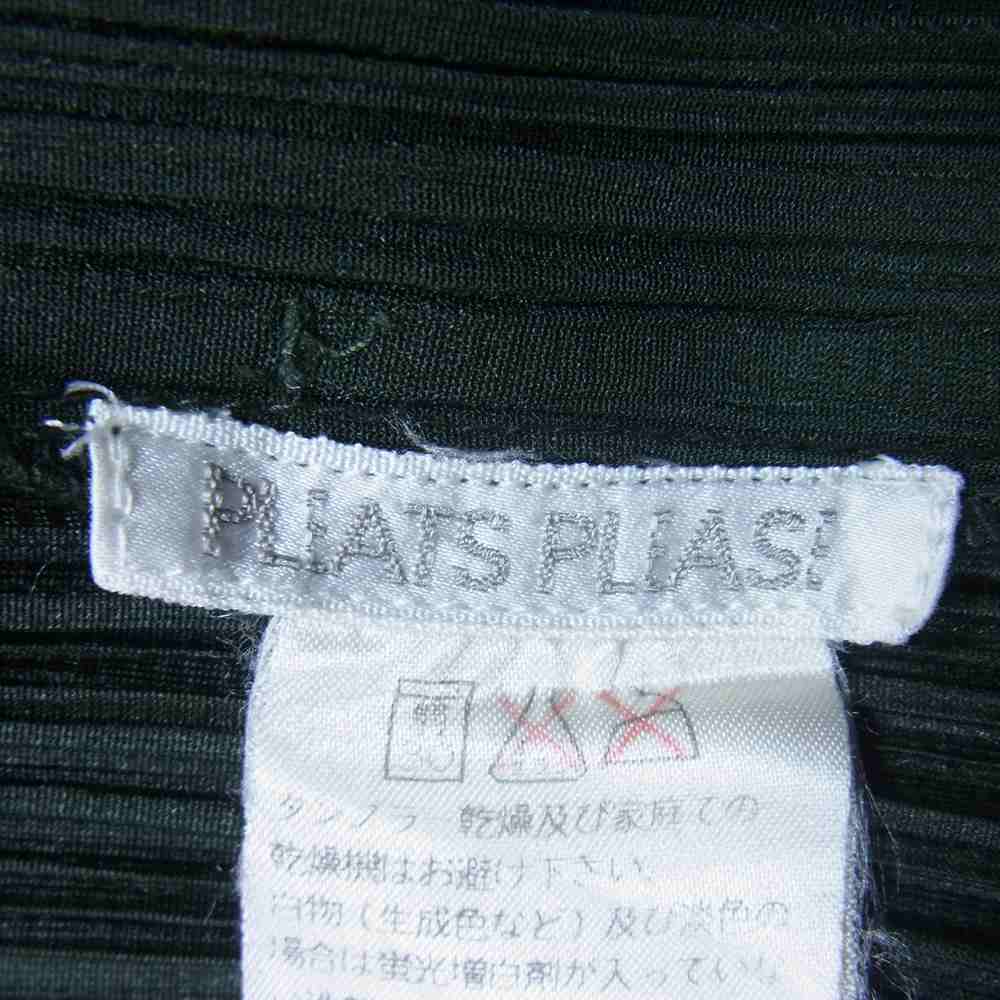 PLEATS PLEASE
タンブラ 乾燥及び家庭での
乾燥機はお避け下さい。
白物(生成色など)及び淡色の
場合は蛍光増白剤が入っていな